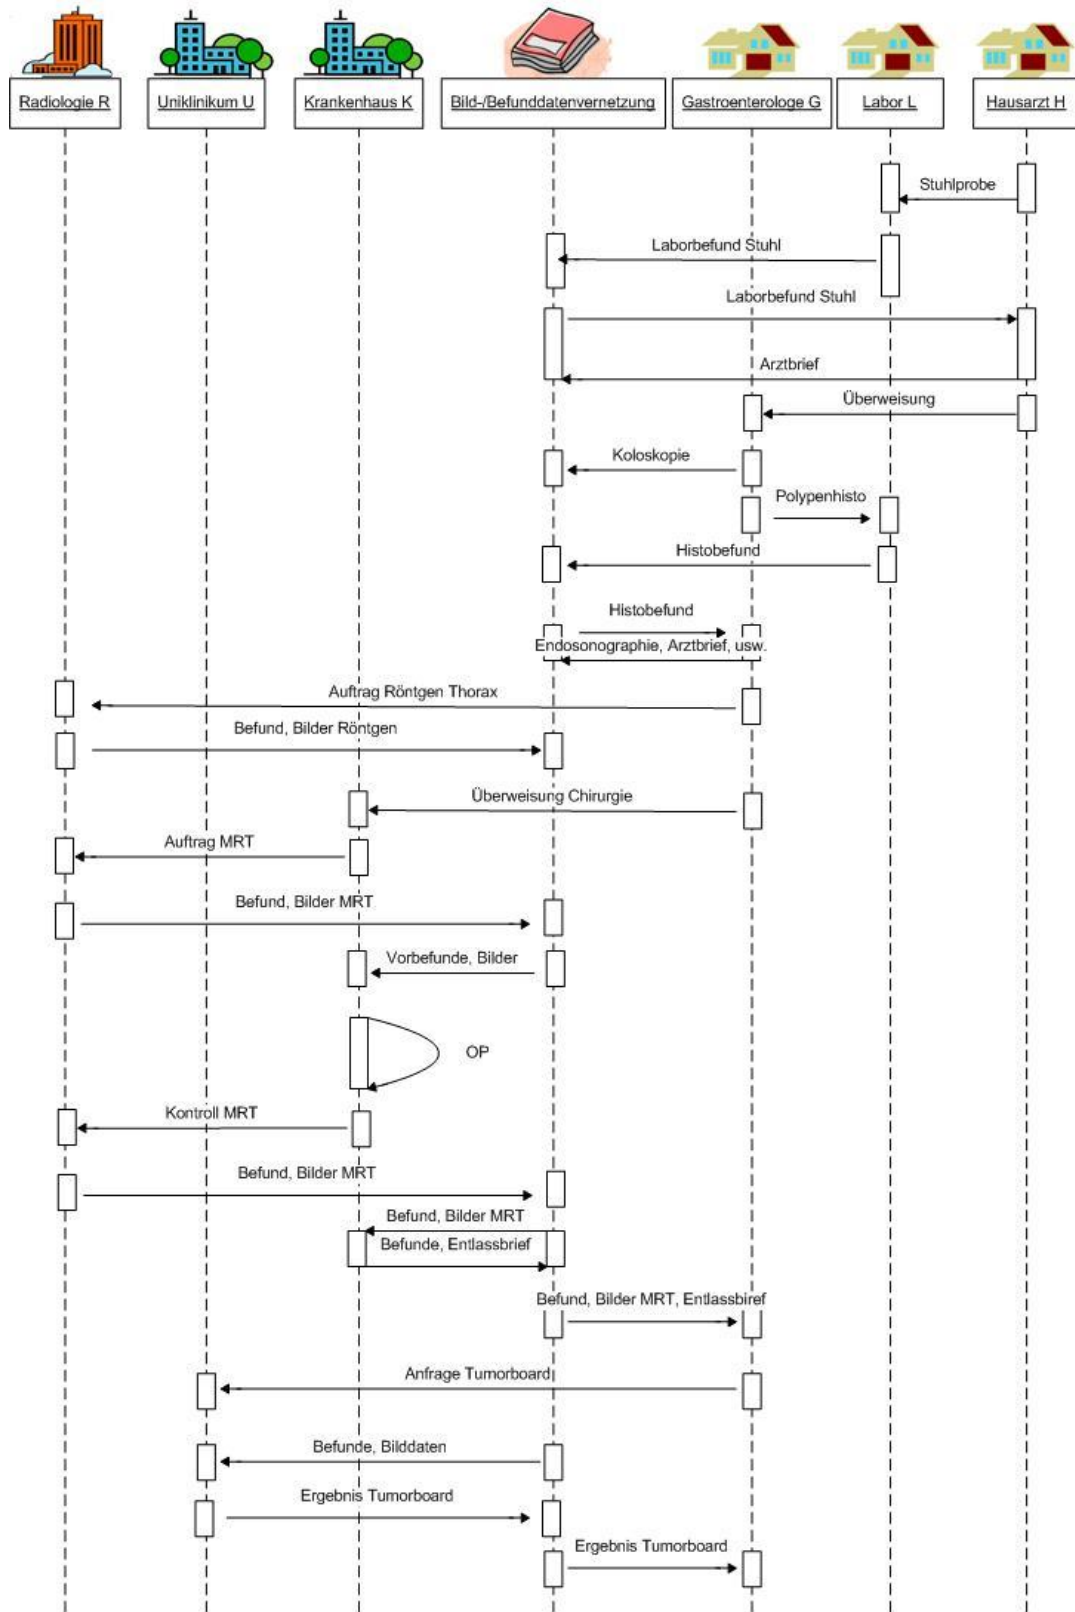 Radiologie R
Uniklinikum U
Krankenhaus K
Bild-/Befunddatenvernetzung
Gastroenterologe G
Labor L
Hausarzt H
Stuhlprobe
Laborbefund Stuhl
Laborbefund Stuhl
Arztbrief
Überweisung
Koloskopie
Polypenhisto
Histobefund
Histobefund
Endosonographie, Arztbrief, usw.
Auftrag Röntgen Thorax
Befund, Bilder Röntgen
Überweisung Chirurgie
Auftrag MRT
Befund, Bilder MRT
Vorbefunde, Bilder
OP
Kontroll MRT
Befund, Bilder MRT
Befund, Bilder MRT
Befunde, Entlassbrief
Befund, Bilder MRT, Entlassbiref
Anfrage Tumorboard
Befunde, Bilddaten
Ergebnis Tumorboard
Ergebnis Tumorboard